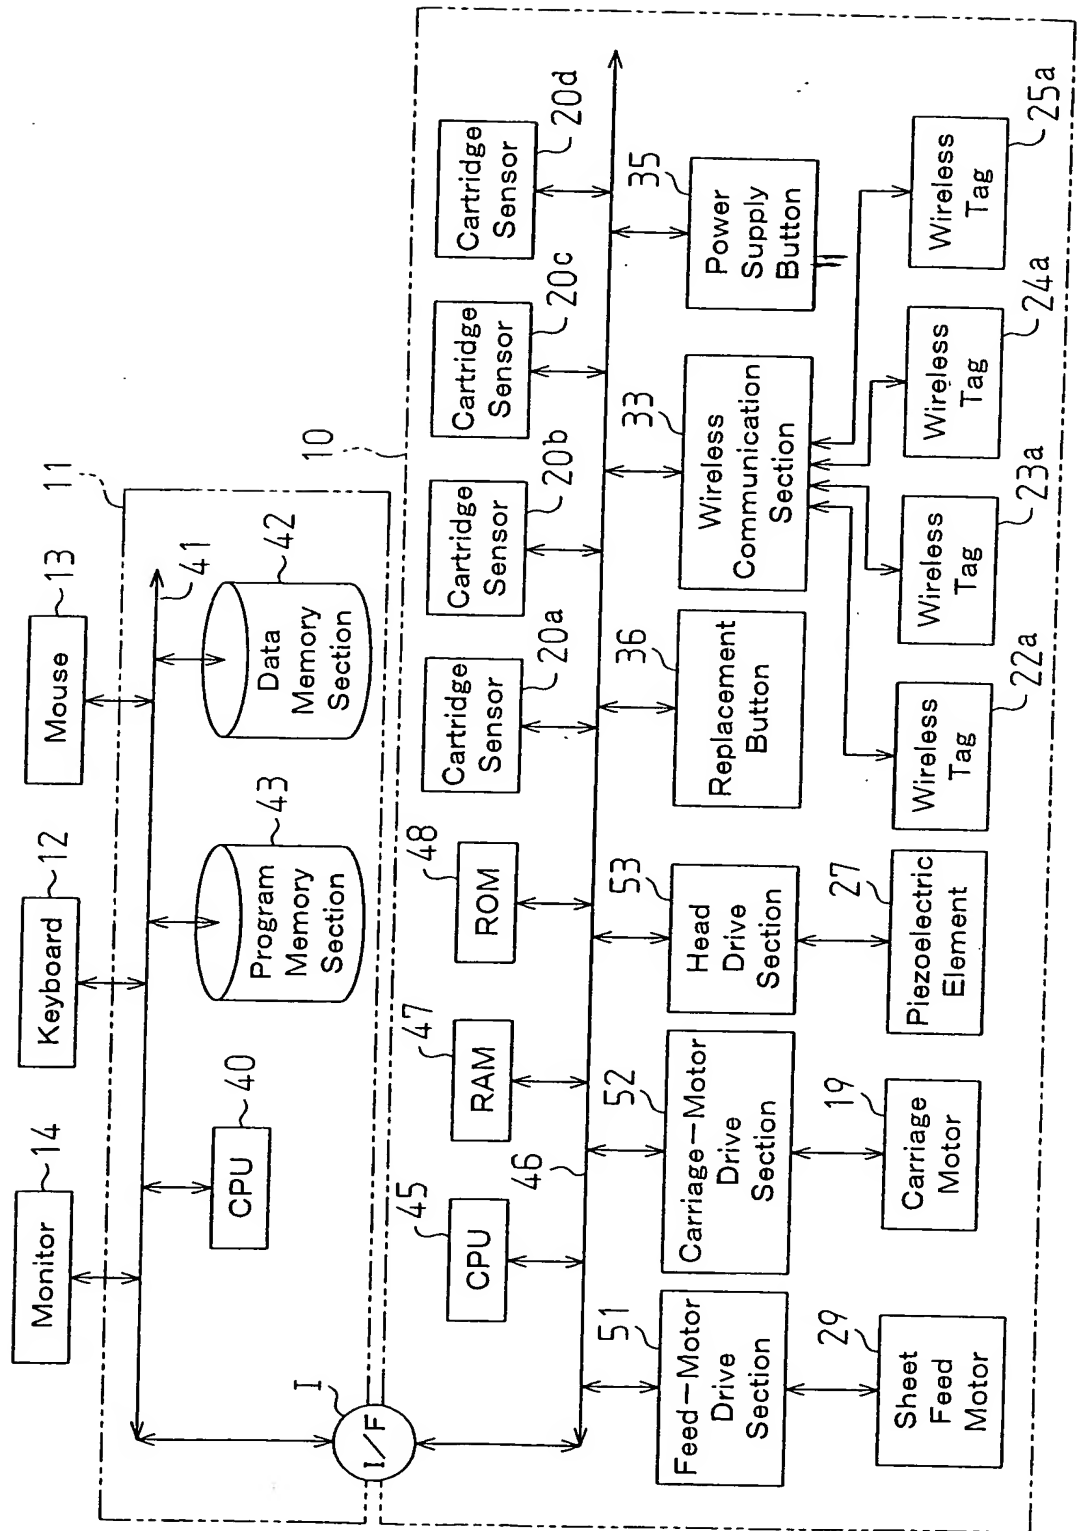 Monitor
14
Keyboard
12
Mouse
13
11
CPU
40
Program
Memory
Section
43
Data
Memory
Section
42
41
I
I/F
10
CPU
45
RAM
47
ROM
48
Cartridge
Sensor
20a
Cartridge
Sensor
20b
Cartridge
Sensor
20c
Cartridge
Sensor
20d
46
Feed-Motor
Drive
Section
51
Carriage-Motor
Drive
Section
52
Head
Drive
Section
53
Replacement
Button
36
Wireless
Communication
Section
33
Power
Supply
Button
35
Sheet
Feed
Motor
29
Carriage
Motor
19
Piezoelectric
Element
27
Wireless
Tag
22a
Wireless
Tag
23a
Wireless
Tag
24a
Wireless
Tag
25a